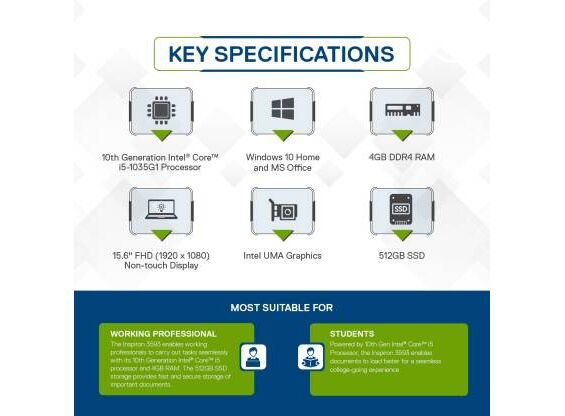 KEY SPECIFICATIONS
10th Generation Intel® Core™
i5-1035G1 Processor
Windows 10 Home
and MS Office
4GB DDR4 RAM
SSD
15.6" FHD (1920 x 1080)
Non-touch Display
Intel UMA Graphics
512GB SSD
MOST SUITABLE FOR
WORKING PROFESSIONAL
The Inspiron 3593 enables working
professionals to carry out tasks seamlessly
with its 10th Generation Intel® Core™ i5
processor and 4GB RAM. The 512GB SSD
storage provides fast and secure storage of
important documents.
STUDENTS
Powered by 10th Gen Intel® Core™ i5
Processor, the Inspiron 3593 enables
documents to load faster for a seamless
college-going experience